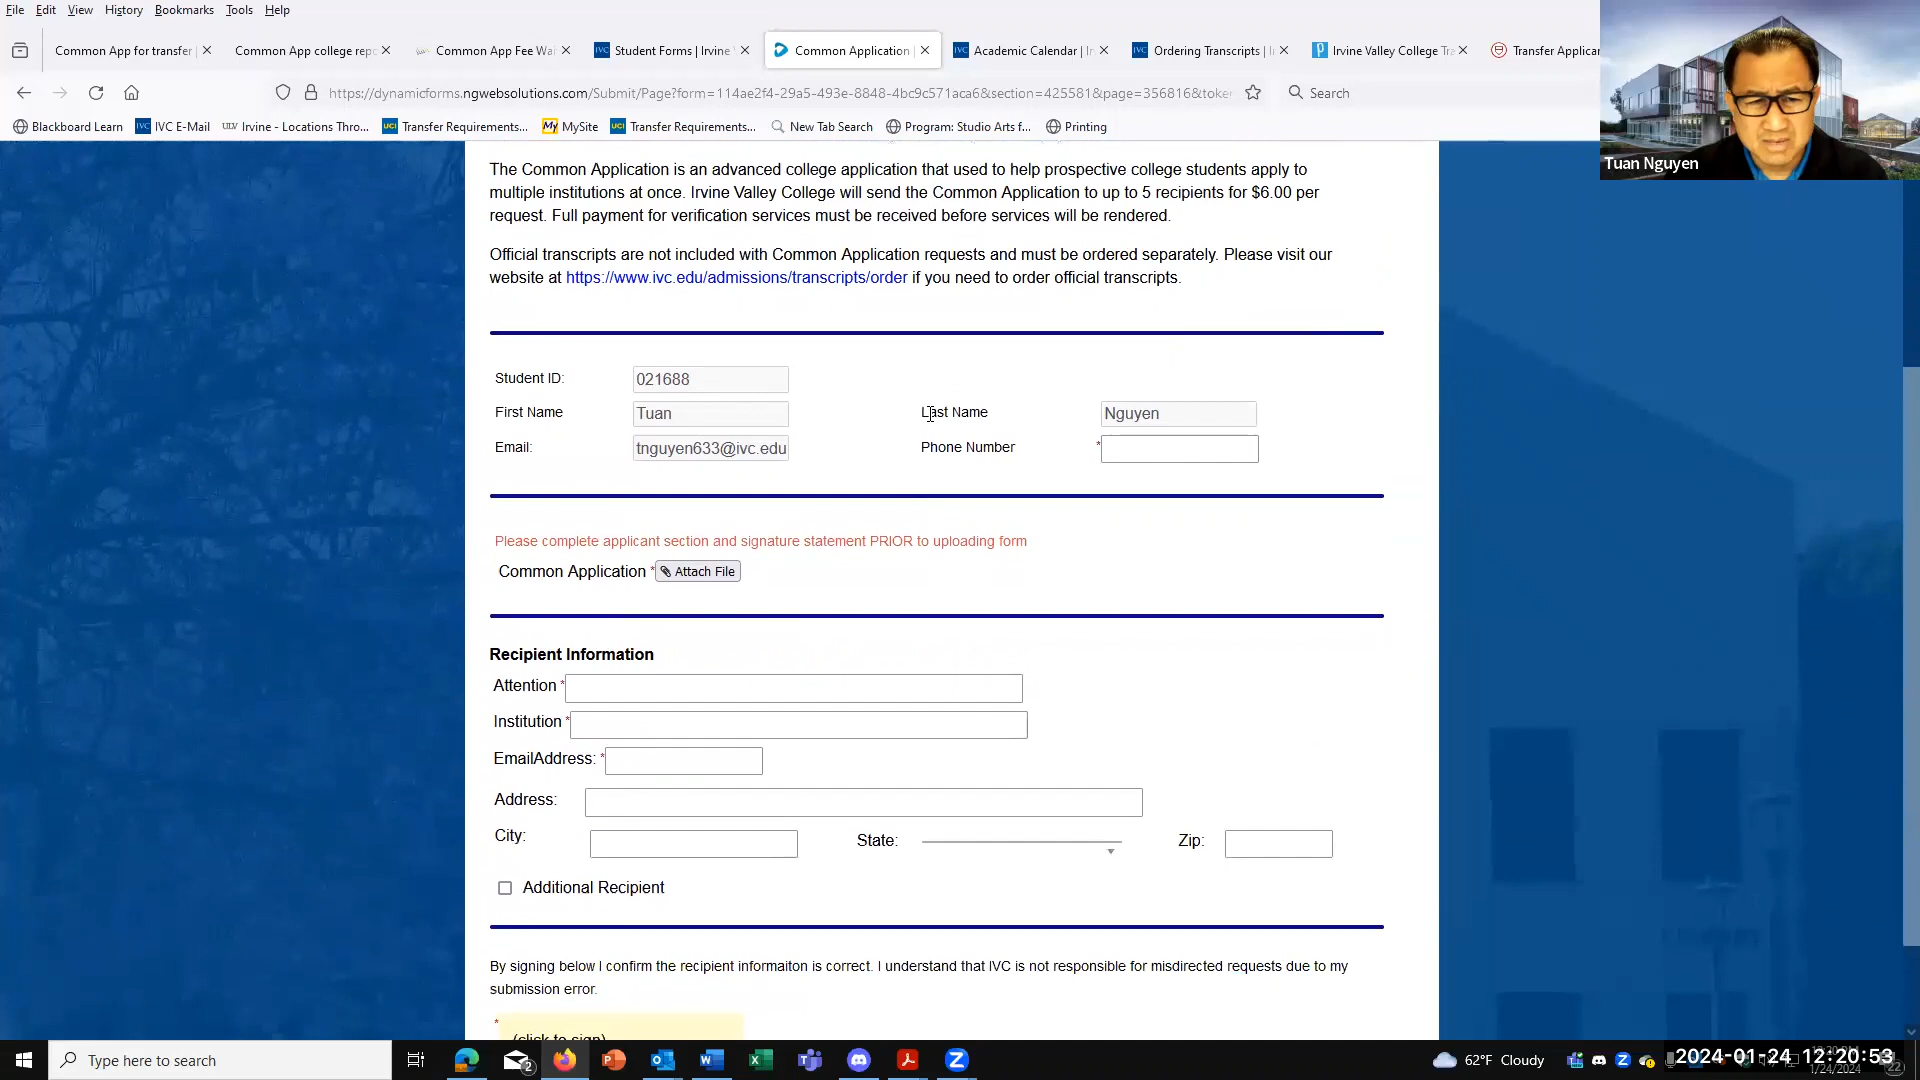 File Edit View History Bookmarks Tools Help
Common App for transfer
Common App college repo
Common App Fee Wai
Student Forms | Irvine
Common Application |
Academic Calendar | Ir
Ordering Transcripts | I
Irvine Valley College Tra
Transfer Applicar
https://dynamicforms.ngwebsolutions.com/Submit/Page?form=114ae2f4-29a5-493e-8848-4bc9c571aca6&section=425581&page=356816&toke
Search
Blackboard Learn IVC E-Mail Irvine - Locations Thro... Transfer Requirements... MySite Transfer Requirements... New Tab Search Program: Studio Arts f... Printing
Tuan Nguyen
The Common Application is an advanced college application that used to help prospective college students apply to
multiple institutions at once. Irvine Valley College will send the Common Application to up to 5 recipients for $6.00 per
request. Full payment for verification services must be received before services will be rendered.
Official transcripts are not included with Common Application requests and must be ordered separately. Please visit our
website at https://www.ivc.edu/admissions/transcripts/order if you need to order official transcripts.
Student ID: 021688
First Name Tuan Last Name Nguyen
Email: tnguyen633@ivc.edu Phone Number *
Please complete applicant section and signature statement PRIOR to uploading form
Common Application * Attach File
Recipient Information
Attention *
Institution *
EmailAddress: *
Address:
City: State: Zip:
Additional Recipient
By signing below I confirm the recipient informaiton is correct. I understand that IVC is not responsible for misdirected requests due to my
submission error.
*
(click to sign)
Type here to search
62°F Cloudy
2024-01-24 12:20:53
1/24/2024